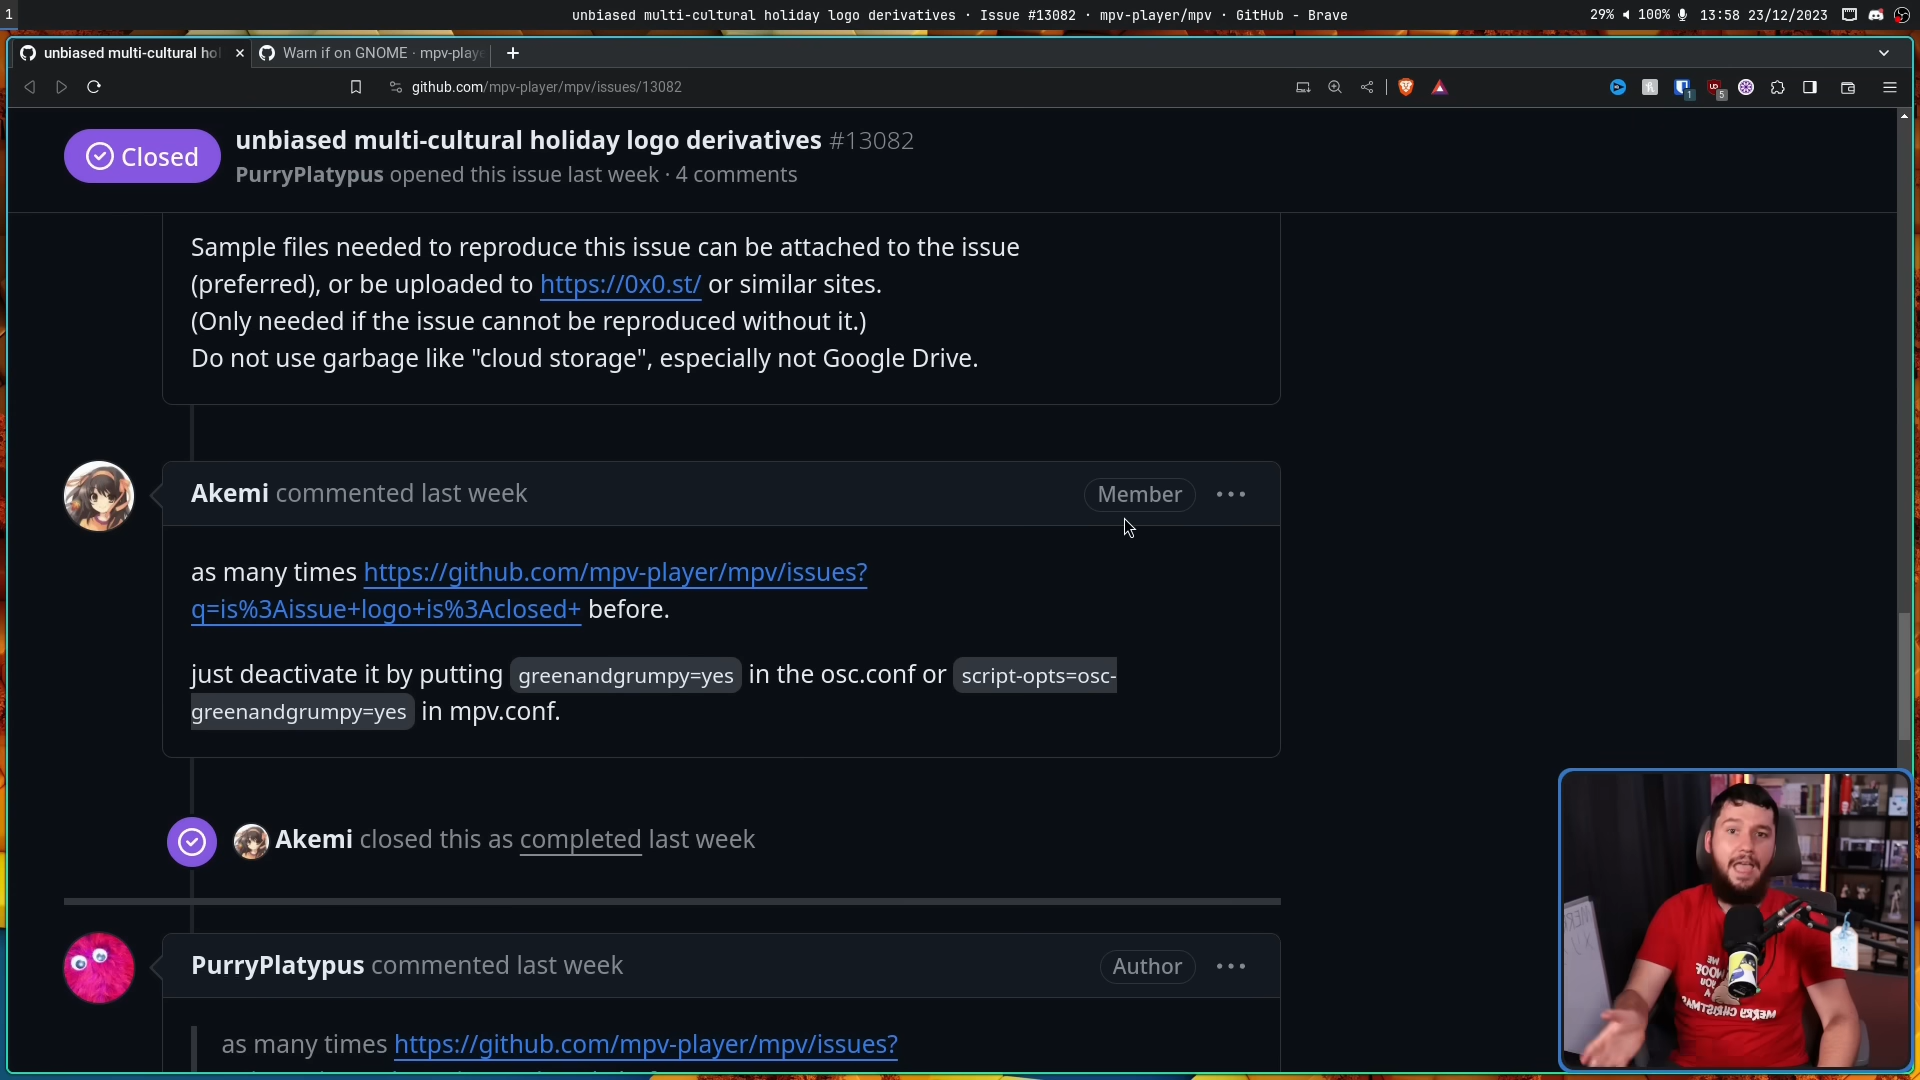 1
unbiased multi-cultural holiday logo derivatives · Issue #13082 · mpv-player/mpv · GitHub - Brave
29% 100% 13:58 23/12/2023
unbiased multi-cultural hol
Warn if on GNOME · mpv-playe
github.com/mpv-player/mpv/issues/13082
1
5
Closed
unbiased multi-cultural holiday logo derivatives #13082
PurryPlatypus opened this issue last week · 4 comments
Sample files needed to reproduce this issue can be attached to the issue
(preferred), or be uploaded to https://0x0.st/ or similar sites.
(Only needed if the issue cannot be reproduced without it.)
Do not use garbage like "cloud storage", especially not Google Drive.
Akemi commented last week
Member
as many times https://github.com/mpv-player/mpv/issues?
q=is%3Aissue+logo+is%3Aclosed+ before.
just deactivate it by putting greenandgrumpy=yes in the osc.conf or script-opts=osc-
greenandgrumpy=yes in mpv.conf.
Akemi closed this as completed last week
PurryPlatypus commented last week
Author
as many times https://github.com/mpv-player/mpv/issues?
WOOF
MERRY CHRISTMAS